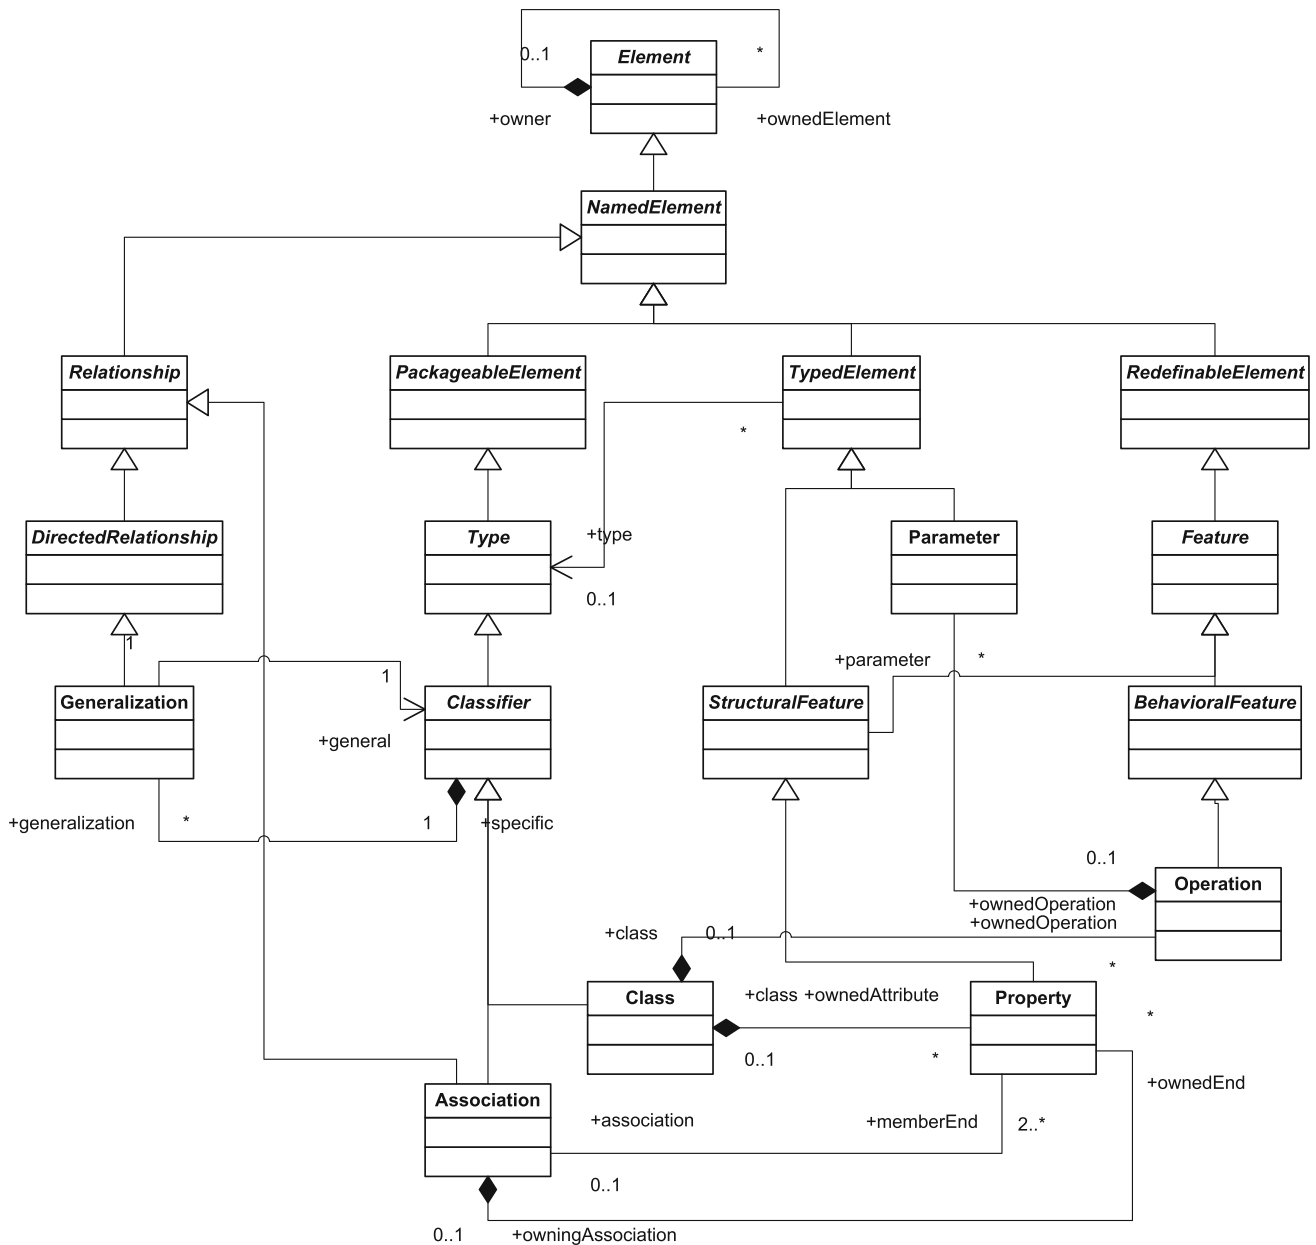 0..1
*
Element
+owner
+ownedElement
NamedElement
Relationship
PackageableElement
TypedElement
RedefinableElement
*
DirectedRelationship
Type
+type
Parameter
Feature
0..1
1
+parameter
*
1
Generalization
Classifier
StructuralFeature
BehavioralFeature
+general
+generalization
*
1
+specific
0..1
Operation
+ownedOperation
+ownedOperation
+class
0..1
*
Class
+class
+ownedAttribute
Property
*
0..1
*
+ownedEnd
Association
+association
+memberEnd
2..*
0..1
0..1
+owningAssociation